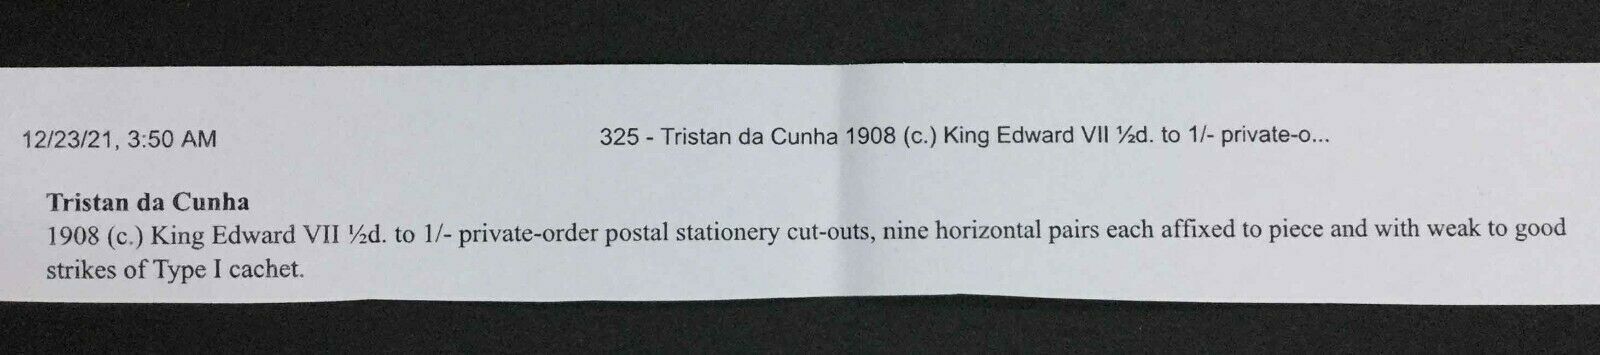 12/23/21, 3:50 AM 325 - Tristan da Cunha 1908 (c.) King Edward VII ½d. to 1/- private-o...
Tristan da Cunha
1908 (c.) King Edward VII ½d. to 1/- private-order postal stationery cut-outs, nine horizontal pairs each affixed to piece and with weak to good
strikes of Type I cachet.